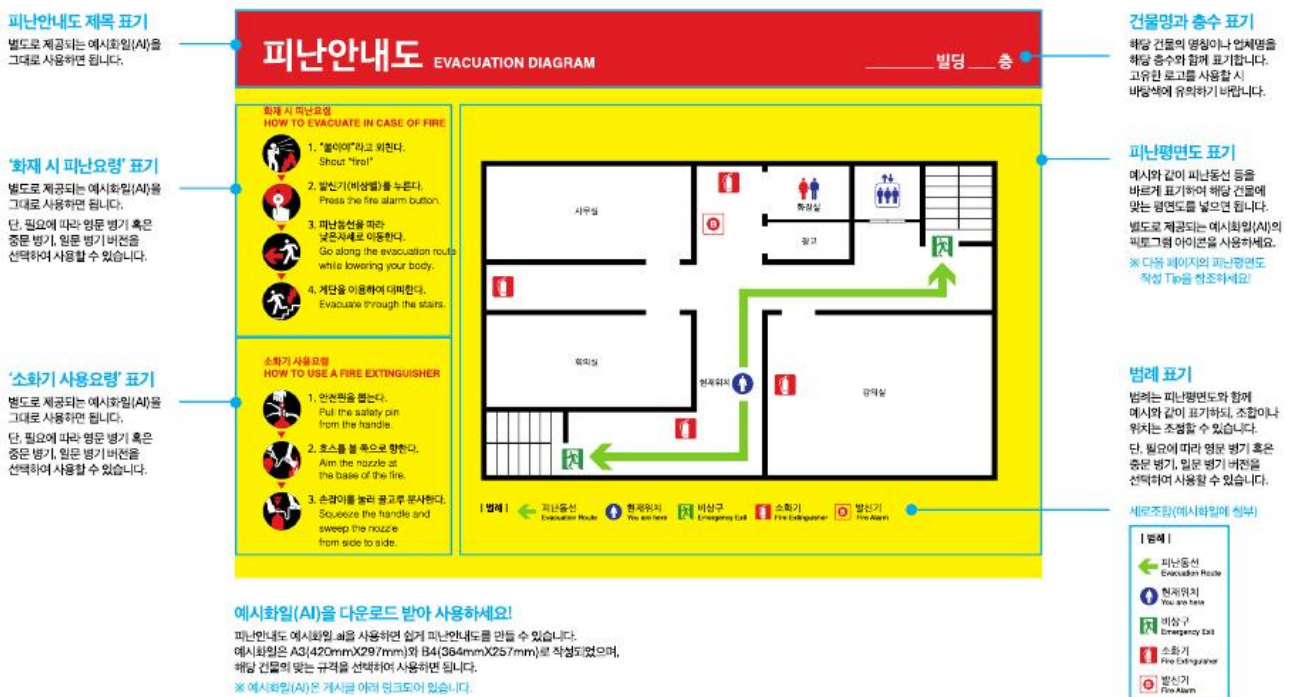 피난안내도 제목 표기
별도로 제공되는 예시화일(AI)을
그대로 사용하면 됩니다.
'화재 시 피난요령' 표기
별도로 제공되는 예시화일(AI)을
그대로 사용하면 됩니다.
단, 필요에 따라 영문 병기 혹은
중문 병기, 일문 병기 버전을
선택하여 사용할 수 있습니다.
'소화기 사용요령' 표기
별도로 제공되는 예시화일(AI)을
그대로 사용하면 됩니다.
단, 필요에 따라 영문 병기 혹은
중문 병기, 일문 병기 버전을
선택하여 사용할 수 있습니다.
피난안내도 EVACUATION DIAGRAM
빌딩 층
화재 시 피난요령
HOW TO EVACUATE IN CASE OF FIRE
1. "불이야"라고 외친다.
Shout "fire!"
2. 발신기(비상벨)를 누른다.
Press the fire alarm button.
3. 피난동선을 따라
낮은자세로 이동한다.
Go along the evacuation route
while lowering your body.
4. 계단을 이용하여 대피한다.
Evacuate through the stairs.
소화기 사용요령
HOW TO USE A FIRE EXTINGUISHER
1. 안전핀을 뽑는다.
Pull the safety pin
from the handle.
2. 호스를 불 쪽으로 향한다.
Aim the nozzle at
the base of the fire.
3. 손잡이를 눌러 골고루 분사한다.
Squeeze the handle and
sweep the nozzle
from side to side.
사무실
화장실
창고
회의실
현재위치
강의실
| 범례 |
피난동선
Evacuation Route
현재위치
You are here
비상구
Emergency Exit
소화기
Fire Extinguisher
발신기
Fire Alarm
예시화일(AI)을 다운로드 받아 사용하세요!
피난안내도 예시화일.ai을 사용하면 쉽게 피난안내도를 만들 수 있습니다.
예시화일은 A3(420mmX297mm)와 B4(364mmX257mm)로 작성되었으며,
해당 건물의 맞는 규격을 선택하여 사용하면 됩니다.
※ 예시화일(AI)은 게시글 아래 링크되어 있습니다.
건물명과 층수 표기
해당 건물의 명칭이나 업체명을
해당 층수와 함께 표기합니다.
고유한 로고를 사용할 시
바탕색에 유의하기 바랍니다.
피난평면도 표기
예시와 같이 피난동선 등을
바르게 표기하여 해당 건물에
맞는 평면도를 넣으면 됩니다.
별도로 제공되는 예시화일(AI)의
픽토그램 아이콘을 사용하세요.
※ 다음 페이지의 피난평면도
작성 Tip을 참조하세요!
범례 표기
범례는 피난평면도와 함께
예시와 같이 표기하되, 조합이나
위치는 조정할 수 있습니다.
단, 필요에 따라 영문 병기 혹은
중문 병기, 일문 병기 버전을
선택하여 사용할 수 있습니다.
세로조합(예시화일에 첨부)
| 범례 |
피난동선
Evacuation Route
현재위치
You are here
비상구
Emergency Exit
소화기
Fire Extinguisher
발신기
Fire Alarm